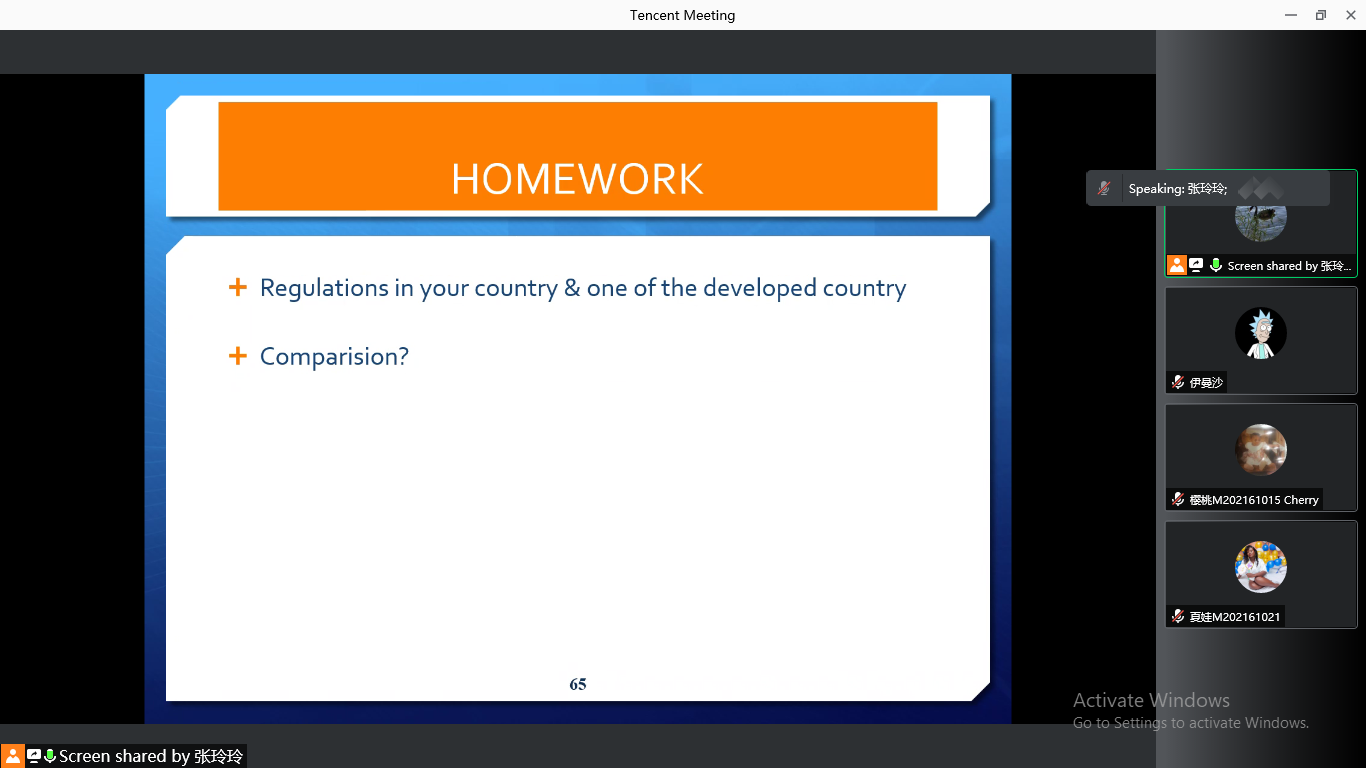 Tencent Meeting
HOMEWORK
Regulations in your country & one of the developed country
Comparision?
65
Speaking: 张玲玲;
Screen shared by 张玲...
伊曼沙
樱桃M202161015 Cherry
夏娃M202161021
Activate Windows
Go to Settings to activate Windows.
Screen shared by 张玲玲